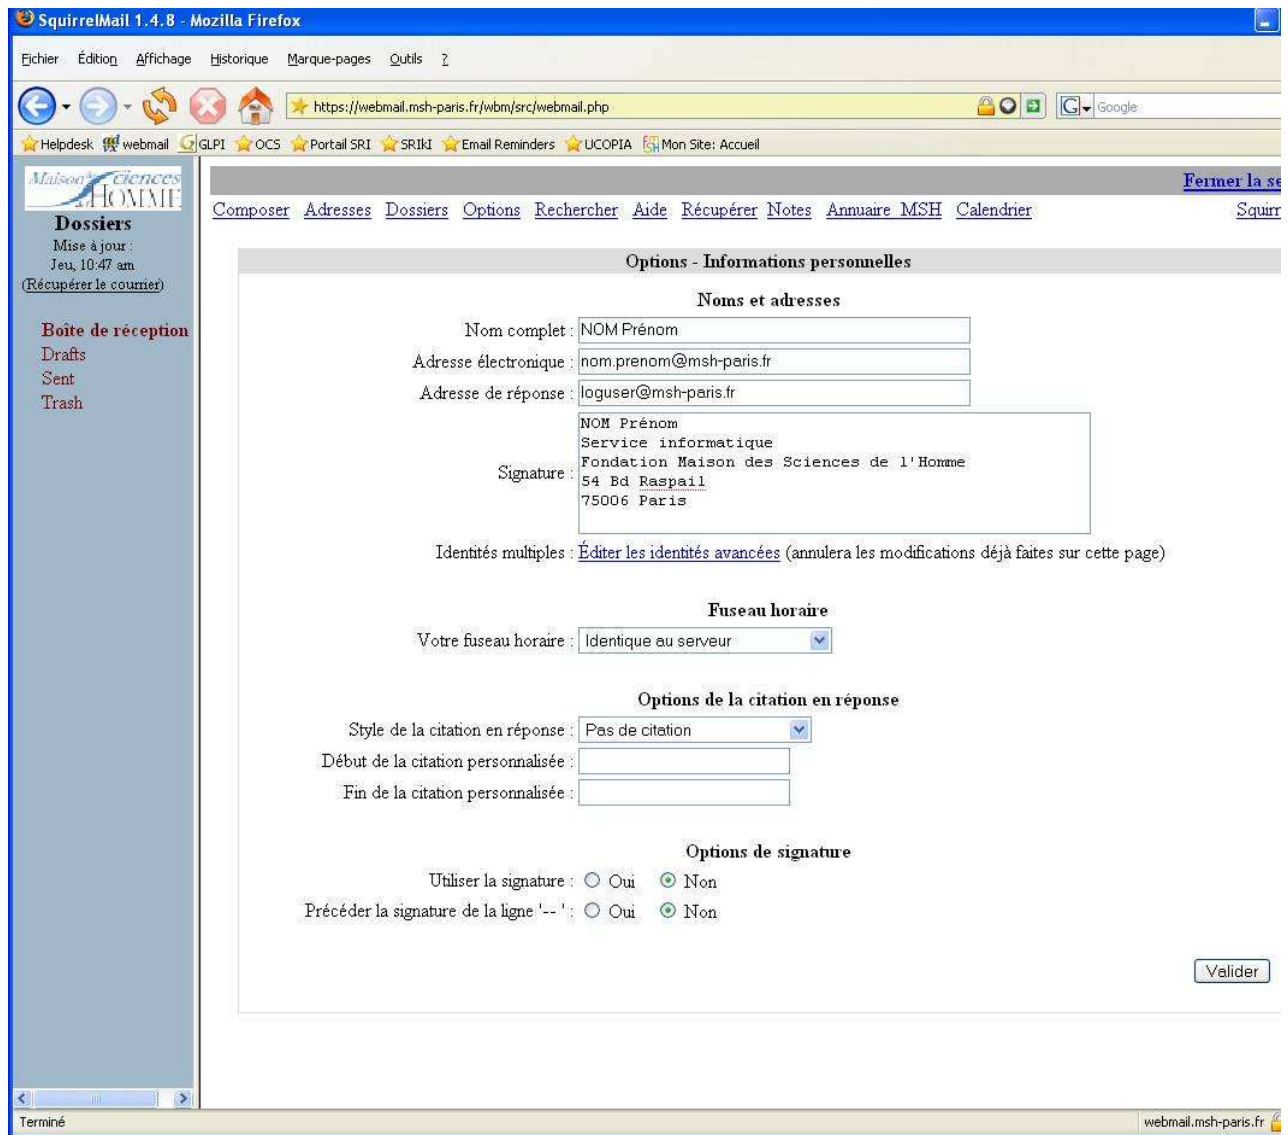 SquirrelMail 1.4.8 - Mozilla Firefox
Fichier Édition Affichage Historique Marque-pages Outils ?
https://webmail.msh-paris.fr/wbm/src/webmail.php G Google
Helpdesk webmail GLPI OCS Portail SRI SRIkI Email Reminders UCOPIA Mon Site: Accueil
Maison Sciences HOMME
Dossiers
Mise à jour :
Jeu, 10:47 am
(Récupérer le courrier)
Boîte de réception
Drafts
Sent
Trash
Fermer la se
Composer Adresses Dossiers Options Rechercher Aide Récupérer Notes Annuaire MSH Calendrier Squirr
Options - Informations personnelles
Noms et adresses
Nom complet : NOM Prénom
Adresse électronique : nom.prenom@msh-paris.fr
Adresse de réponse : loguser@msh-paris.fr
Signature :
NOM Prénom
Service informatique
Fondation Maison des Sciences de l'Homme
54 Bd Raspail
75006 Paris
Identités multiples : Éditer les identités avancées (annulera les modifications déjà faites sur cette page)
Fuseau horaire
Votre fuseau horaire : Identique au serveur
Options de la citation en réponse
Style de la citation en réponse : Pas de citation
Début de la citation personnalisée :
Fin de la citation personnalisée :
Options de signature
Utiliser la signature : Oui Non
Précéder la signature de la ligne '-- ' : Oui Non
Valider
Terminé webmail.msh-paris.fr